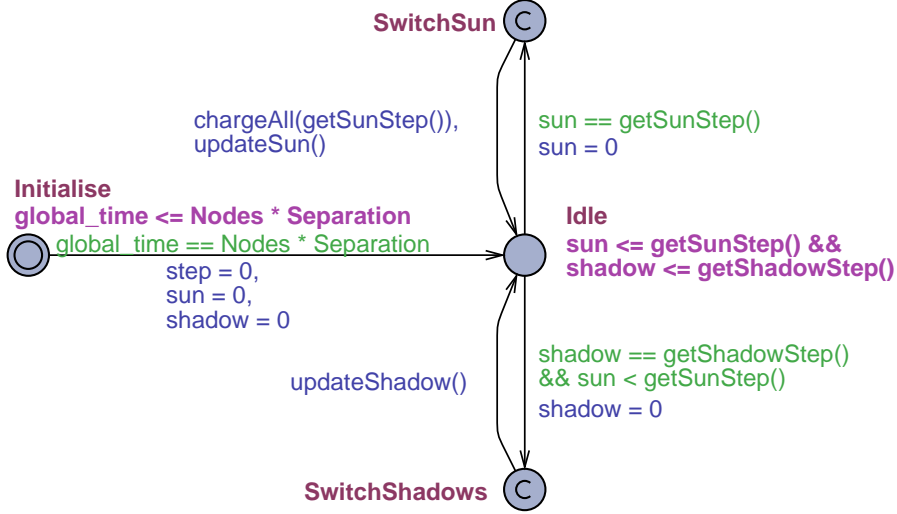 SwitchSun
C
chargeAll(getSunStep()),
updateSun()
sun == getSunStep()
sun = 0
Initialise
global_time <= Nodes * Separation
global_time == Nodes * Separation
step = 0,
sun = 0,
shadow = 0
Idle
sun <= getSunStep() &&
shadow <= getShadowStep()
updateShadow()
shadow == getShadowStep()
&& sun < getSunStep()
shadow = 0
SwitchShadows
C